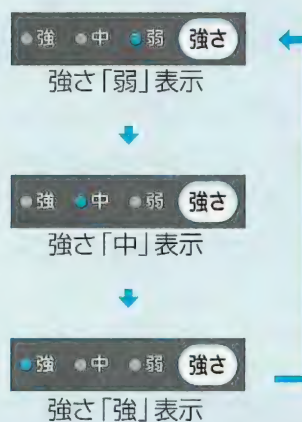 強 中 弱 強さ
強さ「弱」表示
強 中 弱 強さ
強さ「中」表示
強 中 弱 強さ
強さ「強」表示